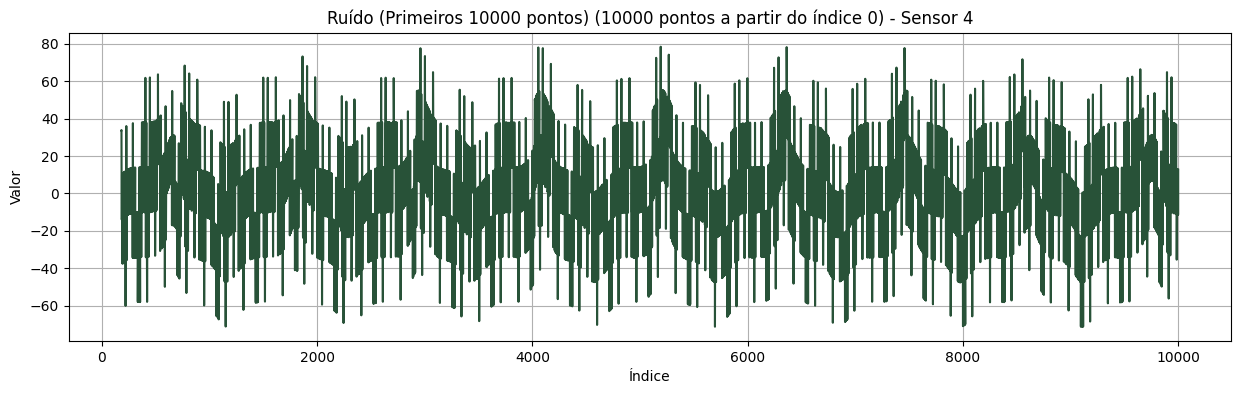 Ruído (Primeiros 10000 pontos) (10000 pontos a partir do índice 0) - Sensor 4
80
60
40
20
0
−20
−40
−60
Valor
0 2000 4000 6000 8000 10000
Índice